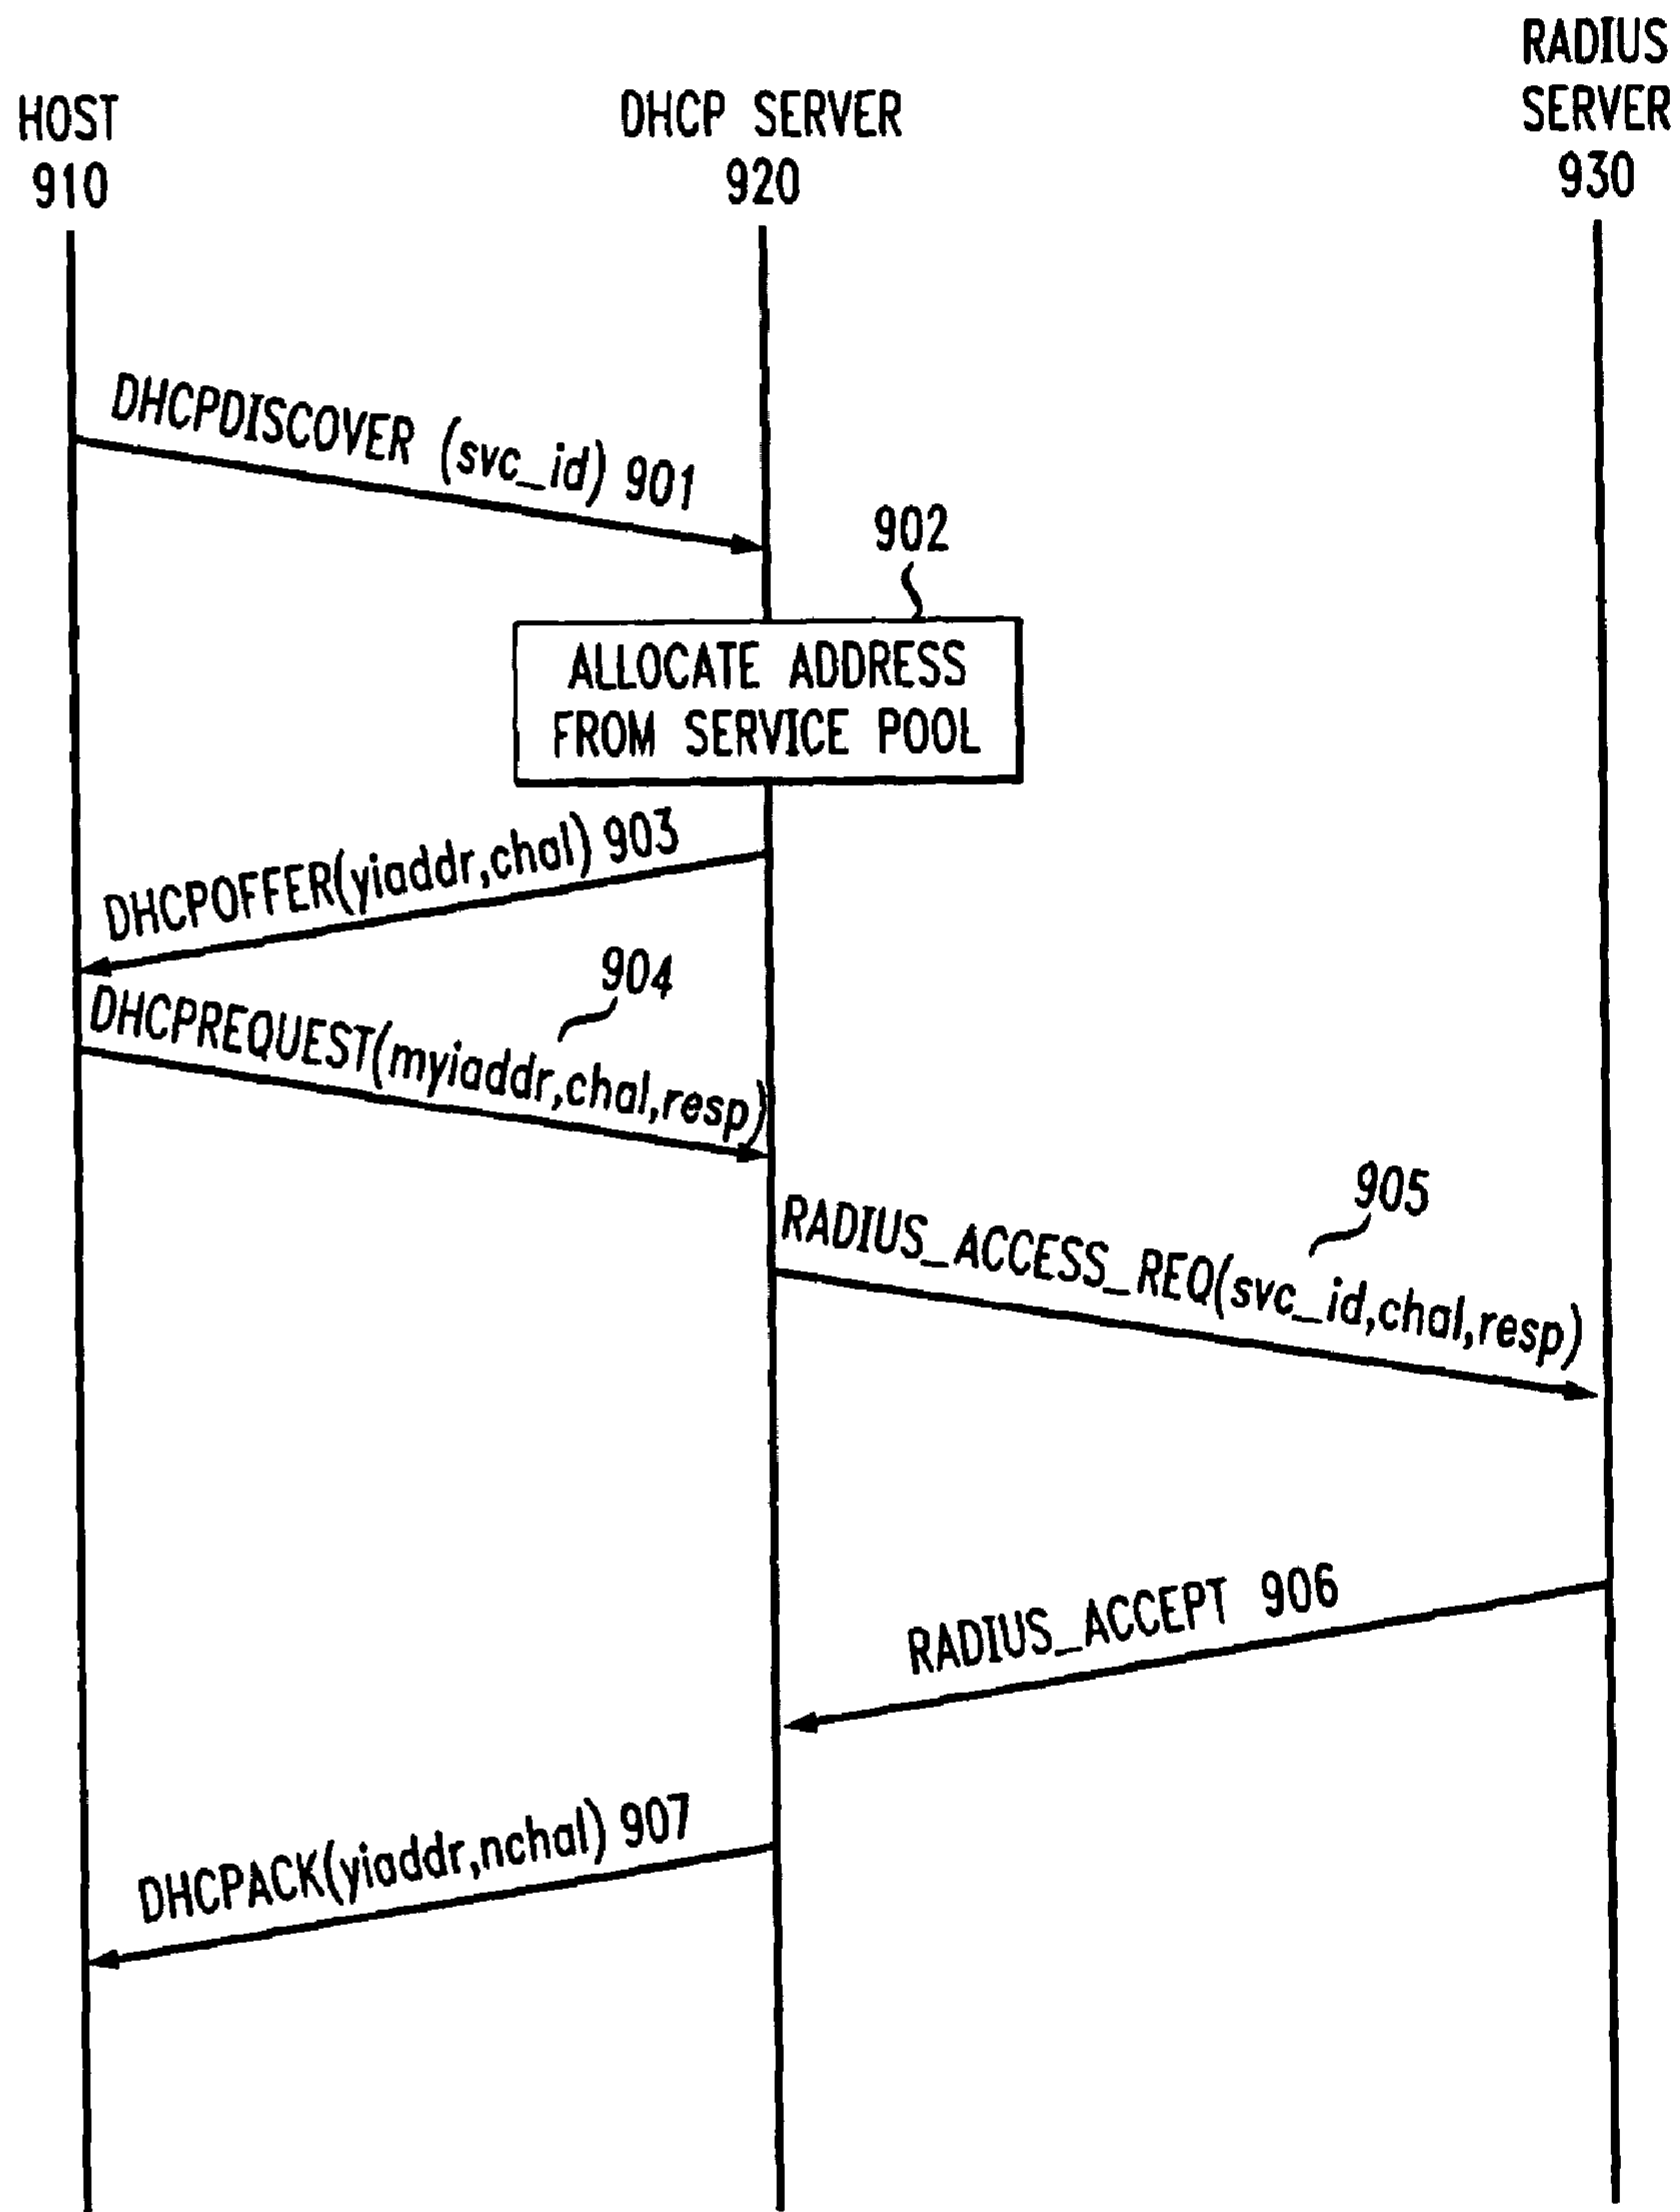 HOST
910
DHCP SERVER
920
RADIUS
SERVER
930
DHCPDISCOVER (svc_id) 901
902
ALLOCATE ADDRESS
FROM SERVICE POOL
DHCPOFFER(yiaddr,chal) 903
904
DHCPREQUEST(myiaddr,chal,resp)
905
RADIUS_ACCESS_REQ(svc_id,chal,resp)
RADIUS_ACCEPT 906
DHCPACK(yiaddr,nchal) 907